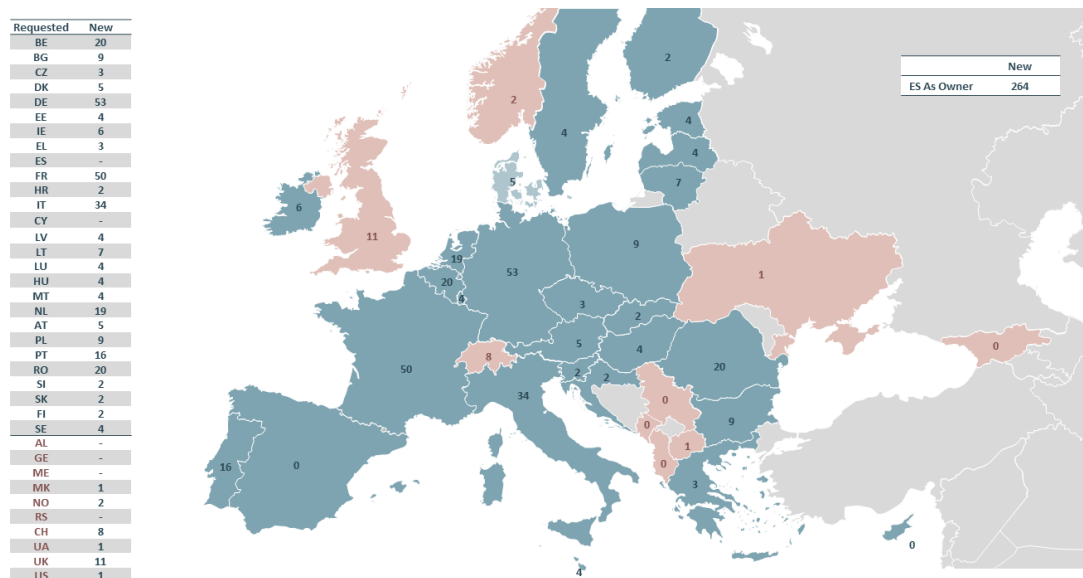 Requested New
BE 20
BG 9
CZ 3
DK 5
DE 53
EE 4
IE 6
EL 3
ES -
FR 50
HR 2
IT 34
CY -
LV 4
LT 7
LU 4
HU 4
MT 4
NL 19
AT 5
PL 9
PT 16
RO 20
SI 2
SK 2
FI 2
SE 4
AL -
GE -
ME -
MK 1
NO 2
RS -
CH 8
UA 1
UK 11
US 1
New
ES As Owner 264
2
2
4
4
4
5
7
6
11
9
19
53
20
4
1
3
2
5
4
0
8
50
2
2
20
34
0
9
0
1
0
16
0
3
0
4